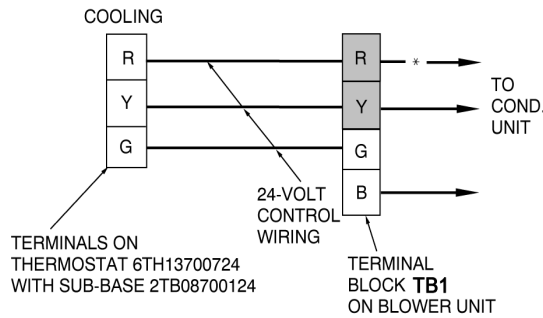 COOLING
R
Y
G
R
Y
G
B
*
TO
COND.
UNIT
24-VOLT
CONTROL
WIRING
TERMINALS ON
THERMOSTAT 6TH13700724
WITH SUB-BASE 2TB08700124
TERMINAL
BLOCK TB1
ON BLOWER UNIT